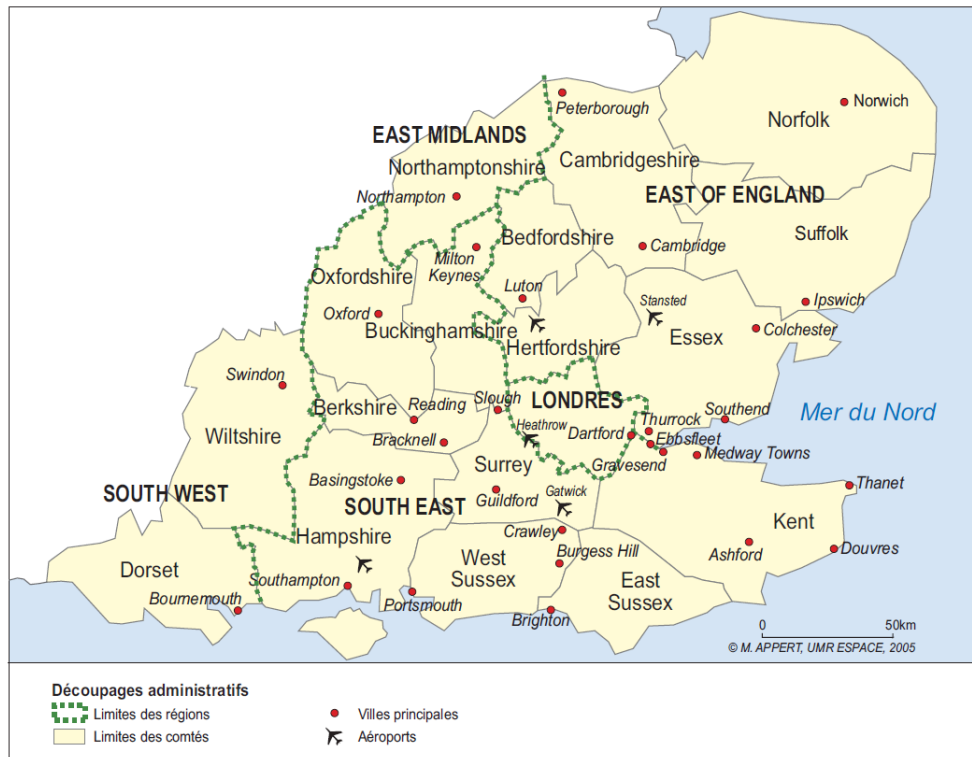 Peterborough
Norwich
Norfolk
EAST MIDLANDS
Northamptonshire
Cambridgeshire
Northampton
EAST OF ENGLAND
Suffolk
Bedfordshire
Cambridge
Milton
Keynes
Oxfordshire
Luton
Stansted
Ipswich
Oxford
Buckinghamshire
Essex
Colchester
Hertfordshire
Swindon
Berkshire
Reading
Slough
LONDRES
Southend
Mer du Nord
Thurrock
Wiltshire
Bracknell
Heathrow
Dartford
Ebbsfleet
Medway Towns
Surrey
Gravesend
Basingstoke
Thanet
SOUTH WEST
SOUTH EAST
Guildford
Gatwick
Kent
Hampshire
Crawley
Burgess Hill
Ashford
Douvres
Dorset
Southampton
West
Sussex
East
Sussex
Bournemouth
Portsmouth
Brighton
0 50km
© M. APPERT, UMR ESPACE, 2005
Découpages administratifs
Limites des régions
Villes principales
Limites des comtés
Aéroports